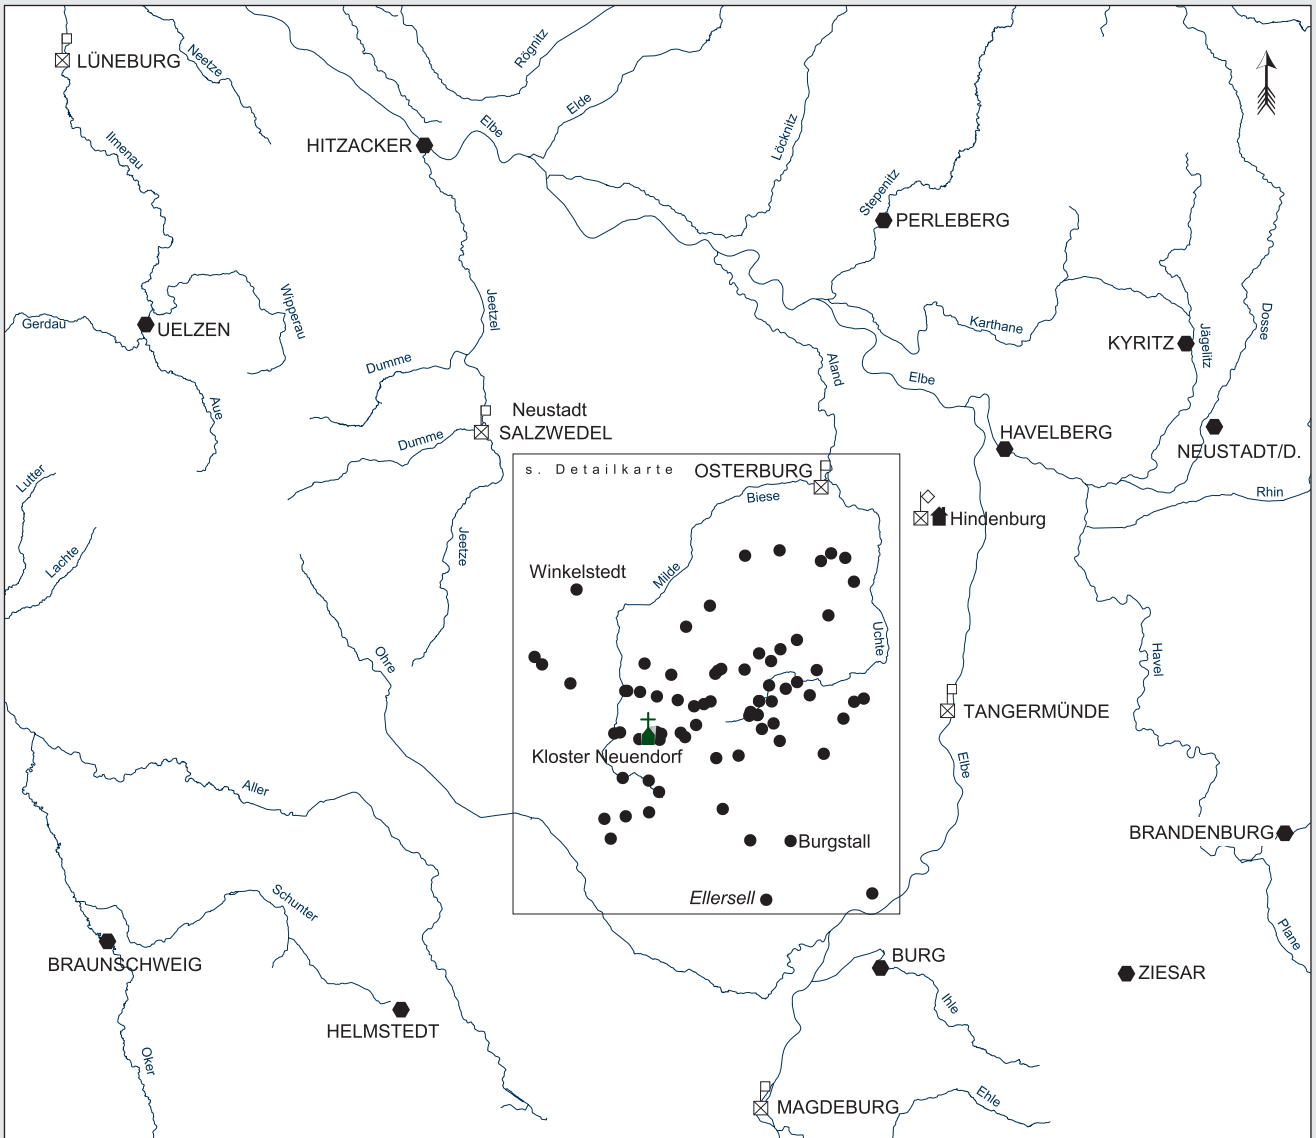 Rögnitz
Neetze
LÜNEBURG
Elde
Elbe
Löcknitz
Ilmenau
HITZACKER
Stepenitz
PERLEBERG
Jeetzel
Wipperau
Gerdau
UELZEN
Karthane
Dosse
Jägelitz
KYRITZ
Dumme
Aland
Elbe
Aue
Neustadt
SALZWEDEL
Dumme
HAVELBERG
NEUSTADT/D.
s. Detailkarte
OSTERBURG
Lutter
Biese
Rhin
Hindenburg
Jeetze
Lachte
Winkelstedt
Milde
Uchte
Ohre
Havel
TANGERMÜNDE
Kloster Neuendorf
Elbe
Aller
BRANDENBURG
Burgstall
Schunter
Ellersell
Plane
BRAUNSCHWEIG
BURG
ZIESAR
Ihle
HELMSTEDT
Oker
Ehle
MAGDEBURG